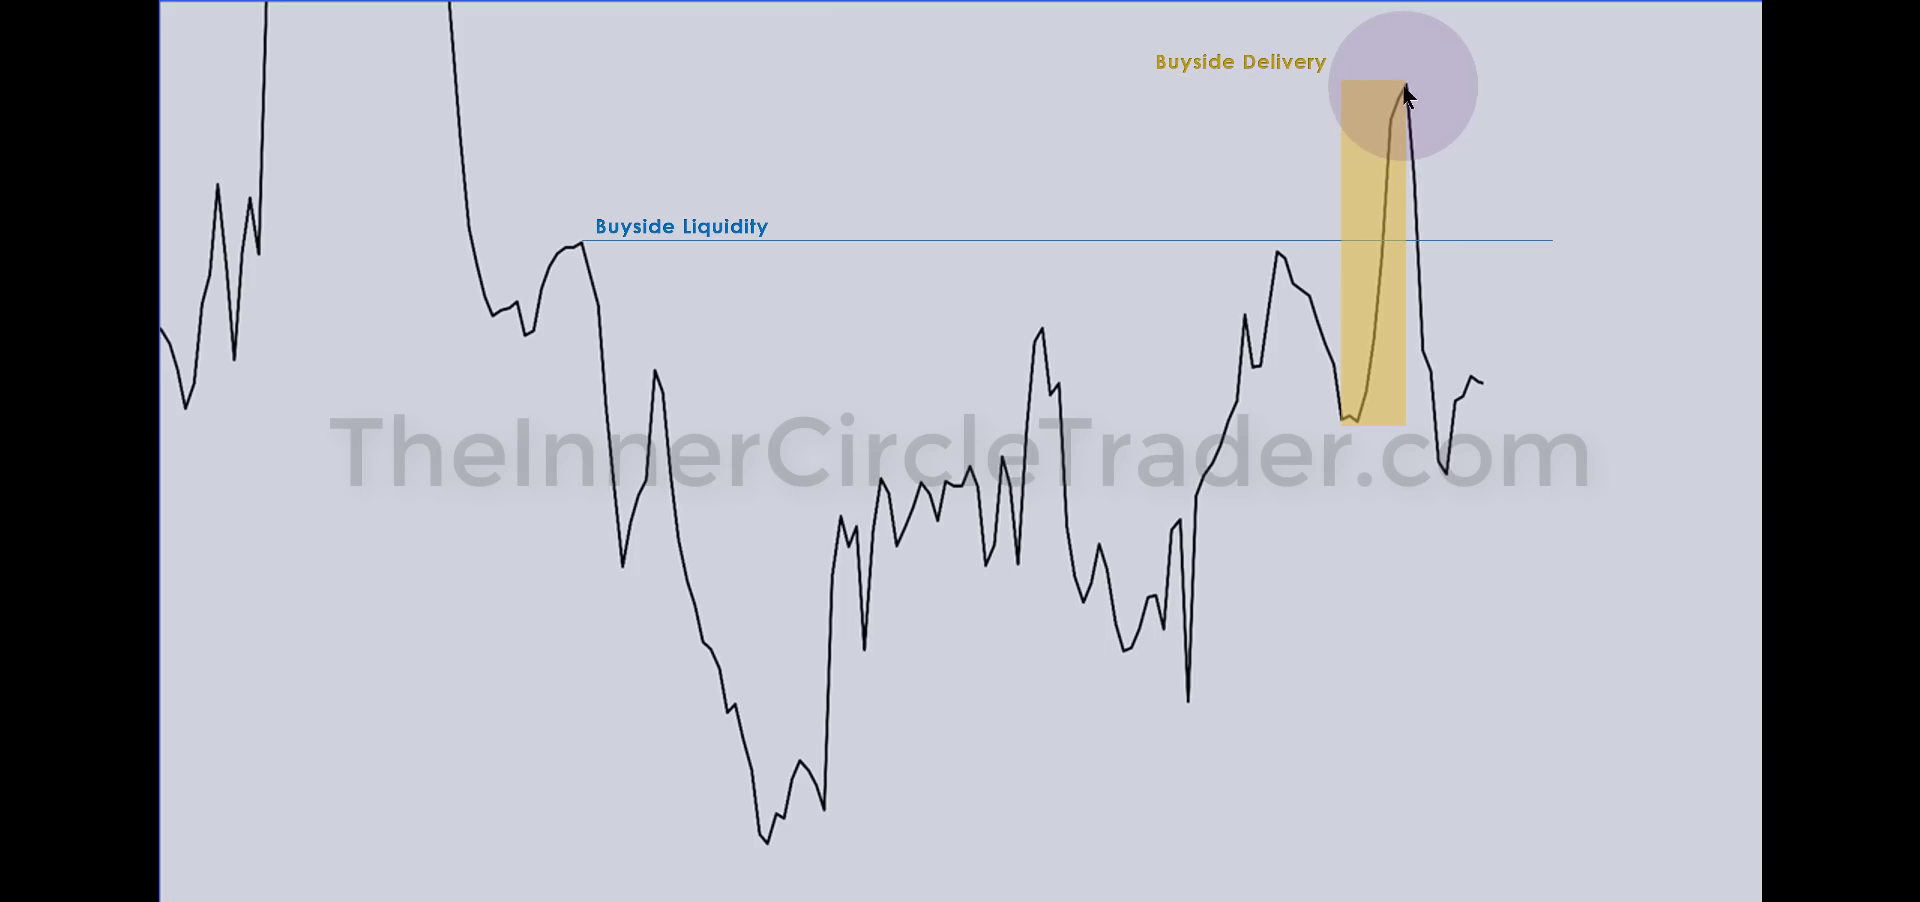 Buyside Delivery
Buyside Liquidity
TheInnerCircleTrader.com